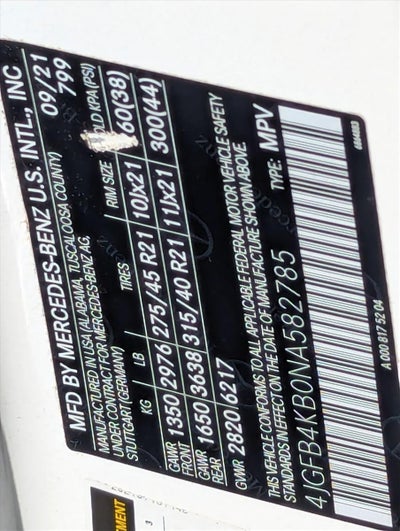 MFD BY MERCEDES-BENZ U.S. INTL., INC
MANUFACTURED IN USA (ALABAMA, TUSCALOOSA COUNTY) 09/21
UNDER CONTRACT FOR MERCEDES-BENZ AG, 799
STUTTGART (GERMANY)
KG LB TIRES RIM SIZE COLD KPA (PSI)
GAWR FRONT 1350 2976 275/45 R21 10Jx21 60(38)
GAWR REAR 1650 3638 315/40 R21 11Jx21 300(44)
GVWR 2820 6217
THIS VEHICLE CONFORMS TO ALL APPLICABLE FEDERAL MOTOR VEHICLE SAFETY
STANDARDS IN EFFECT ON THE DATE OF MANUFACTURE SHOWN ABOVE.
4JGFB4KB0NA582785 TYPE: MPV
A 000 817 52 04